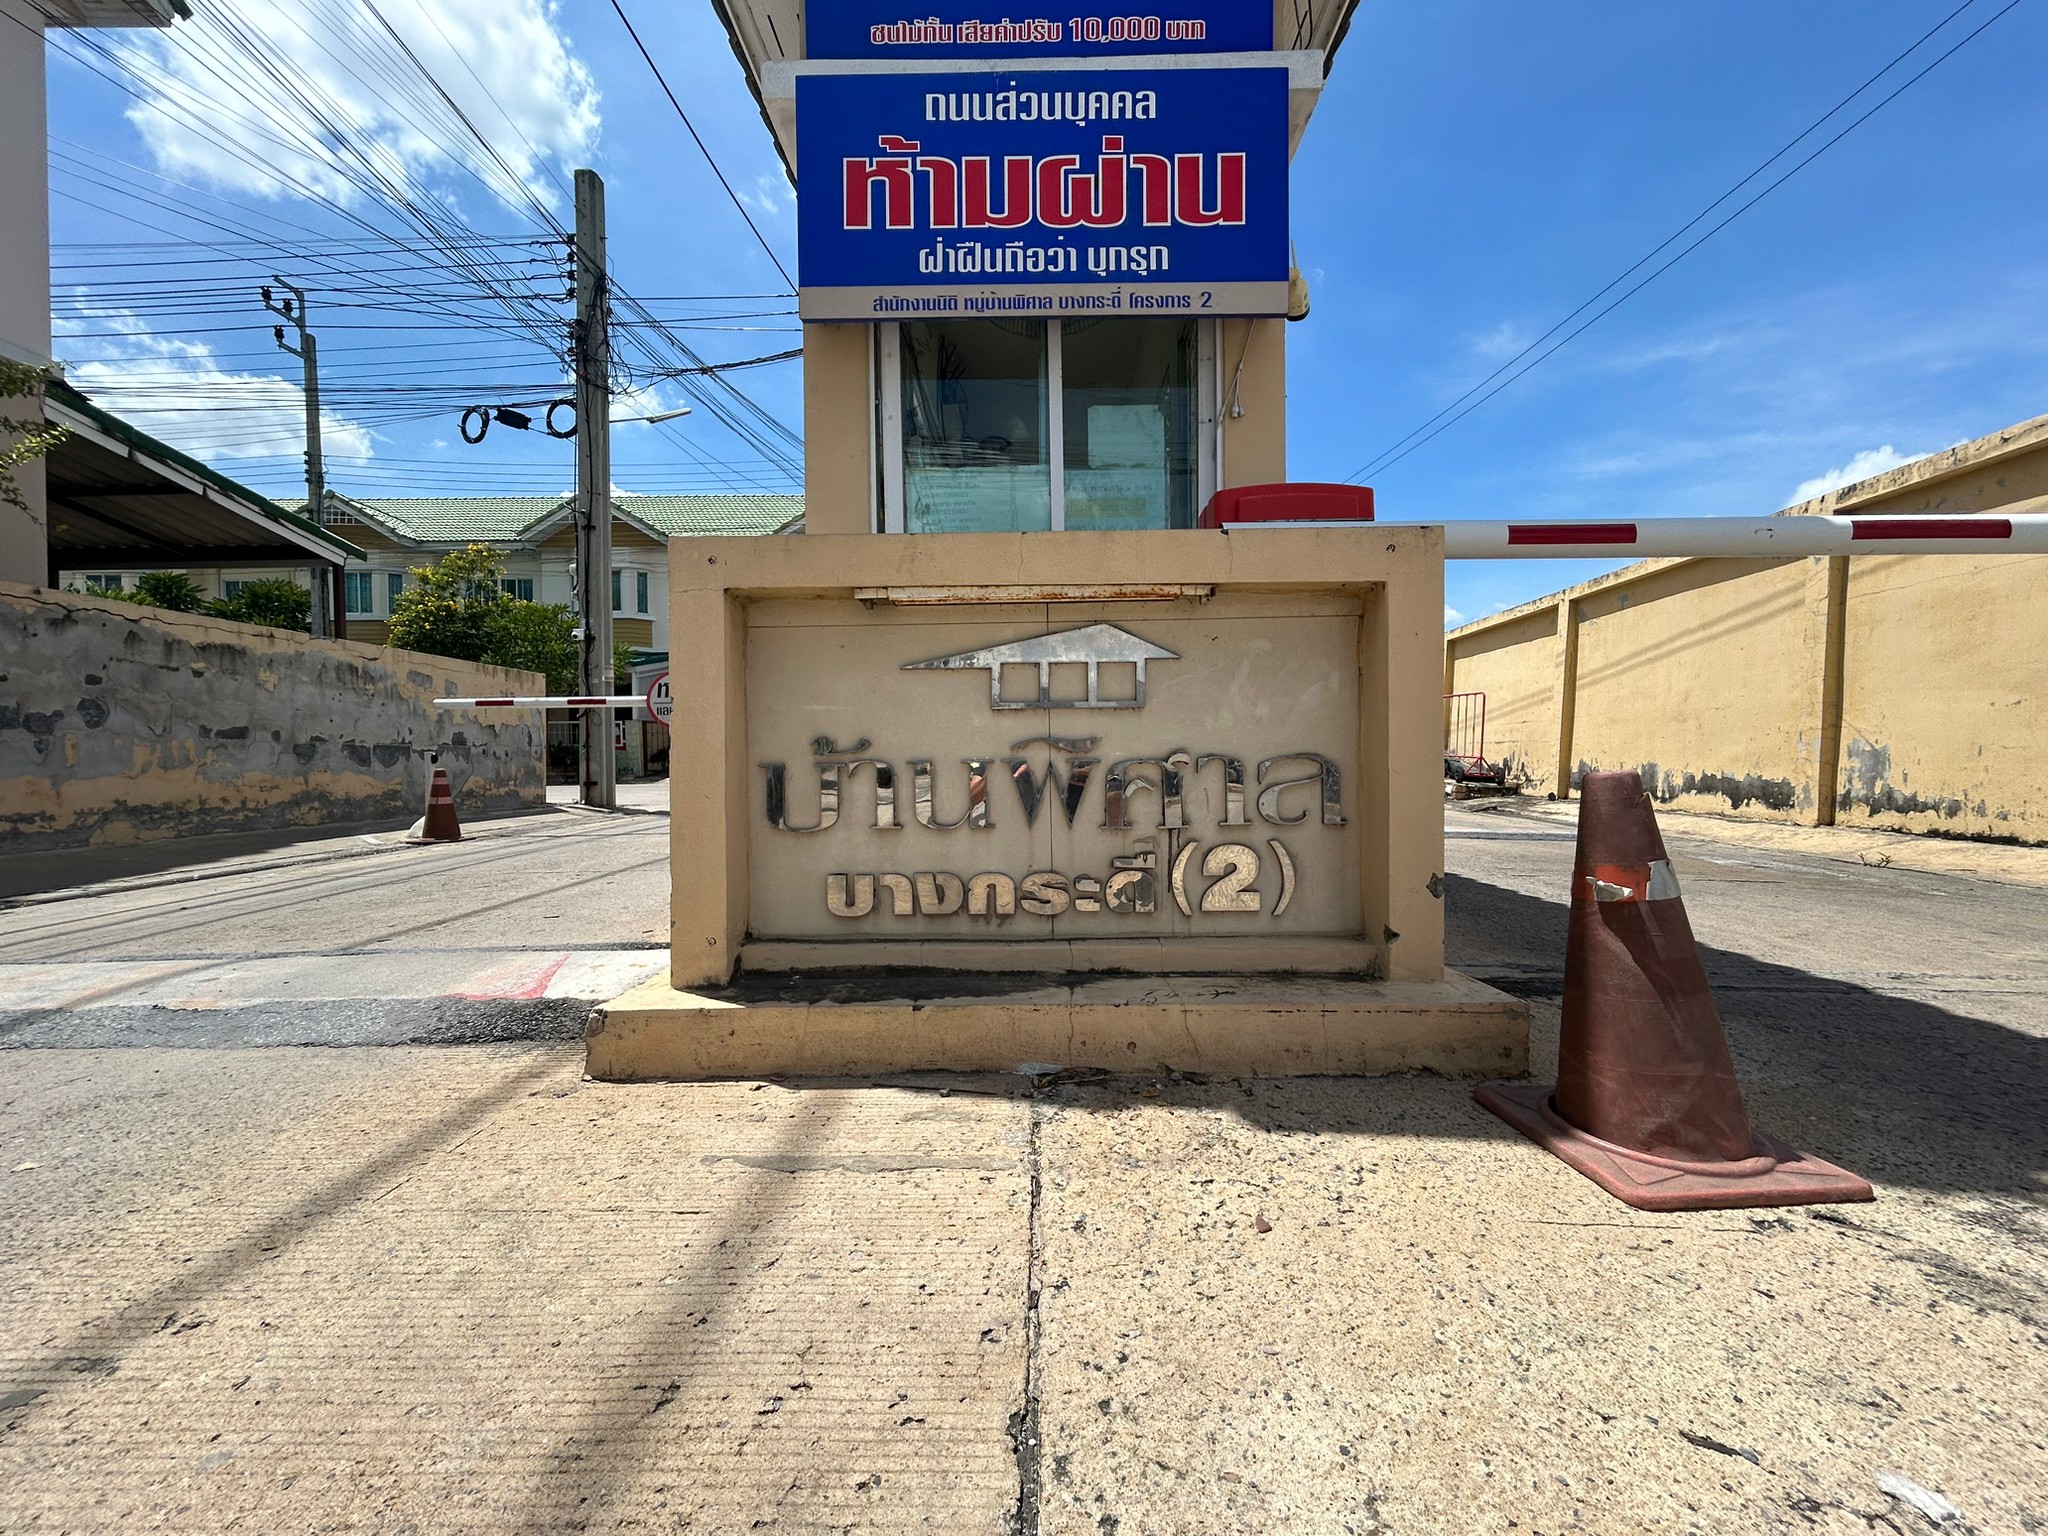 ชนไม้กั้น เสียค่าปรับ 10,000 บาท
ถนนส่วนบุคคล
ห้ามผ่าน
ฝ่าฝืนถือว่า บุกรุก
สำนักงานนิติ หมู่บ้านพิศาล บางกระดี่ โครงการ 2
บ้านพิศาล
บางกระดี่ (2)